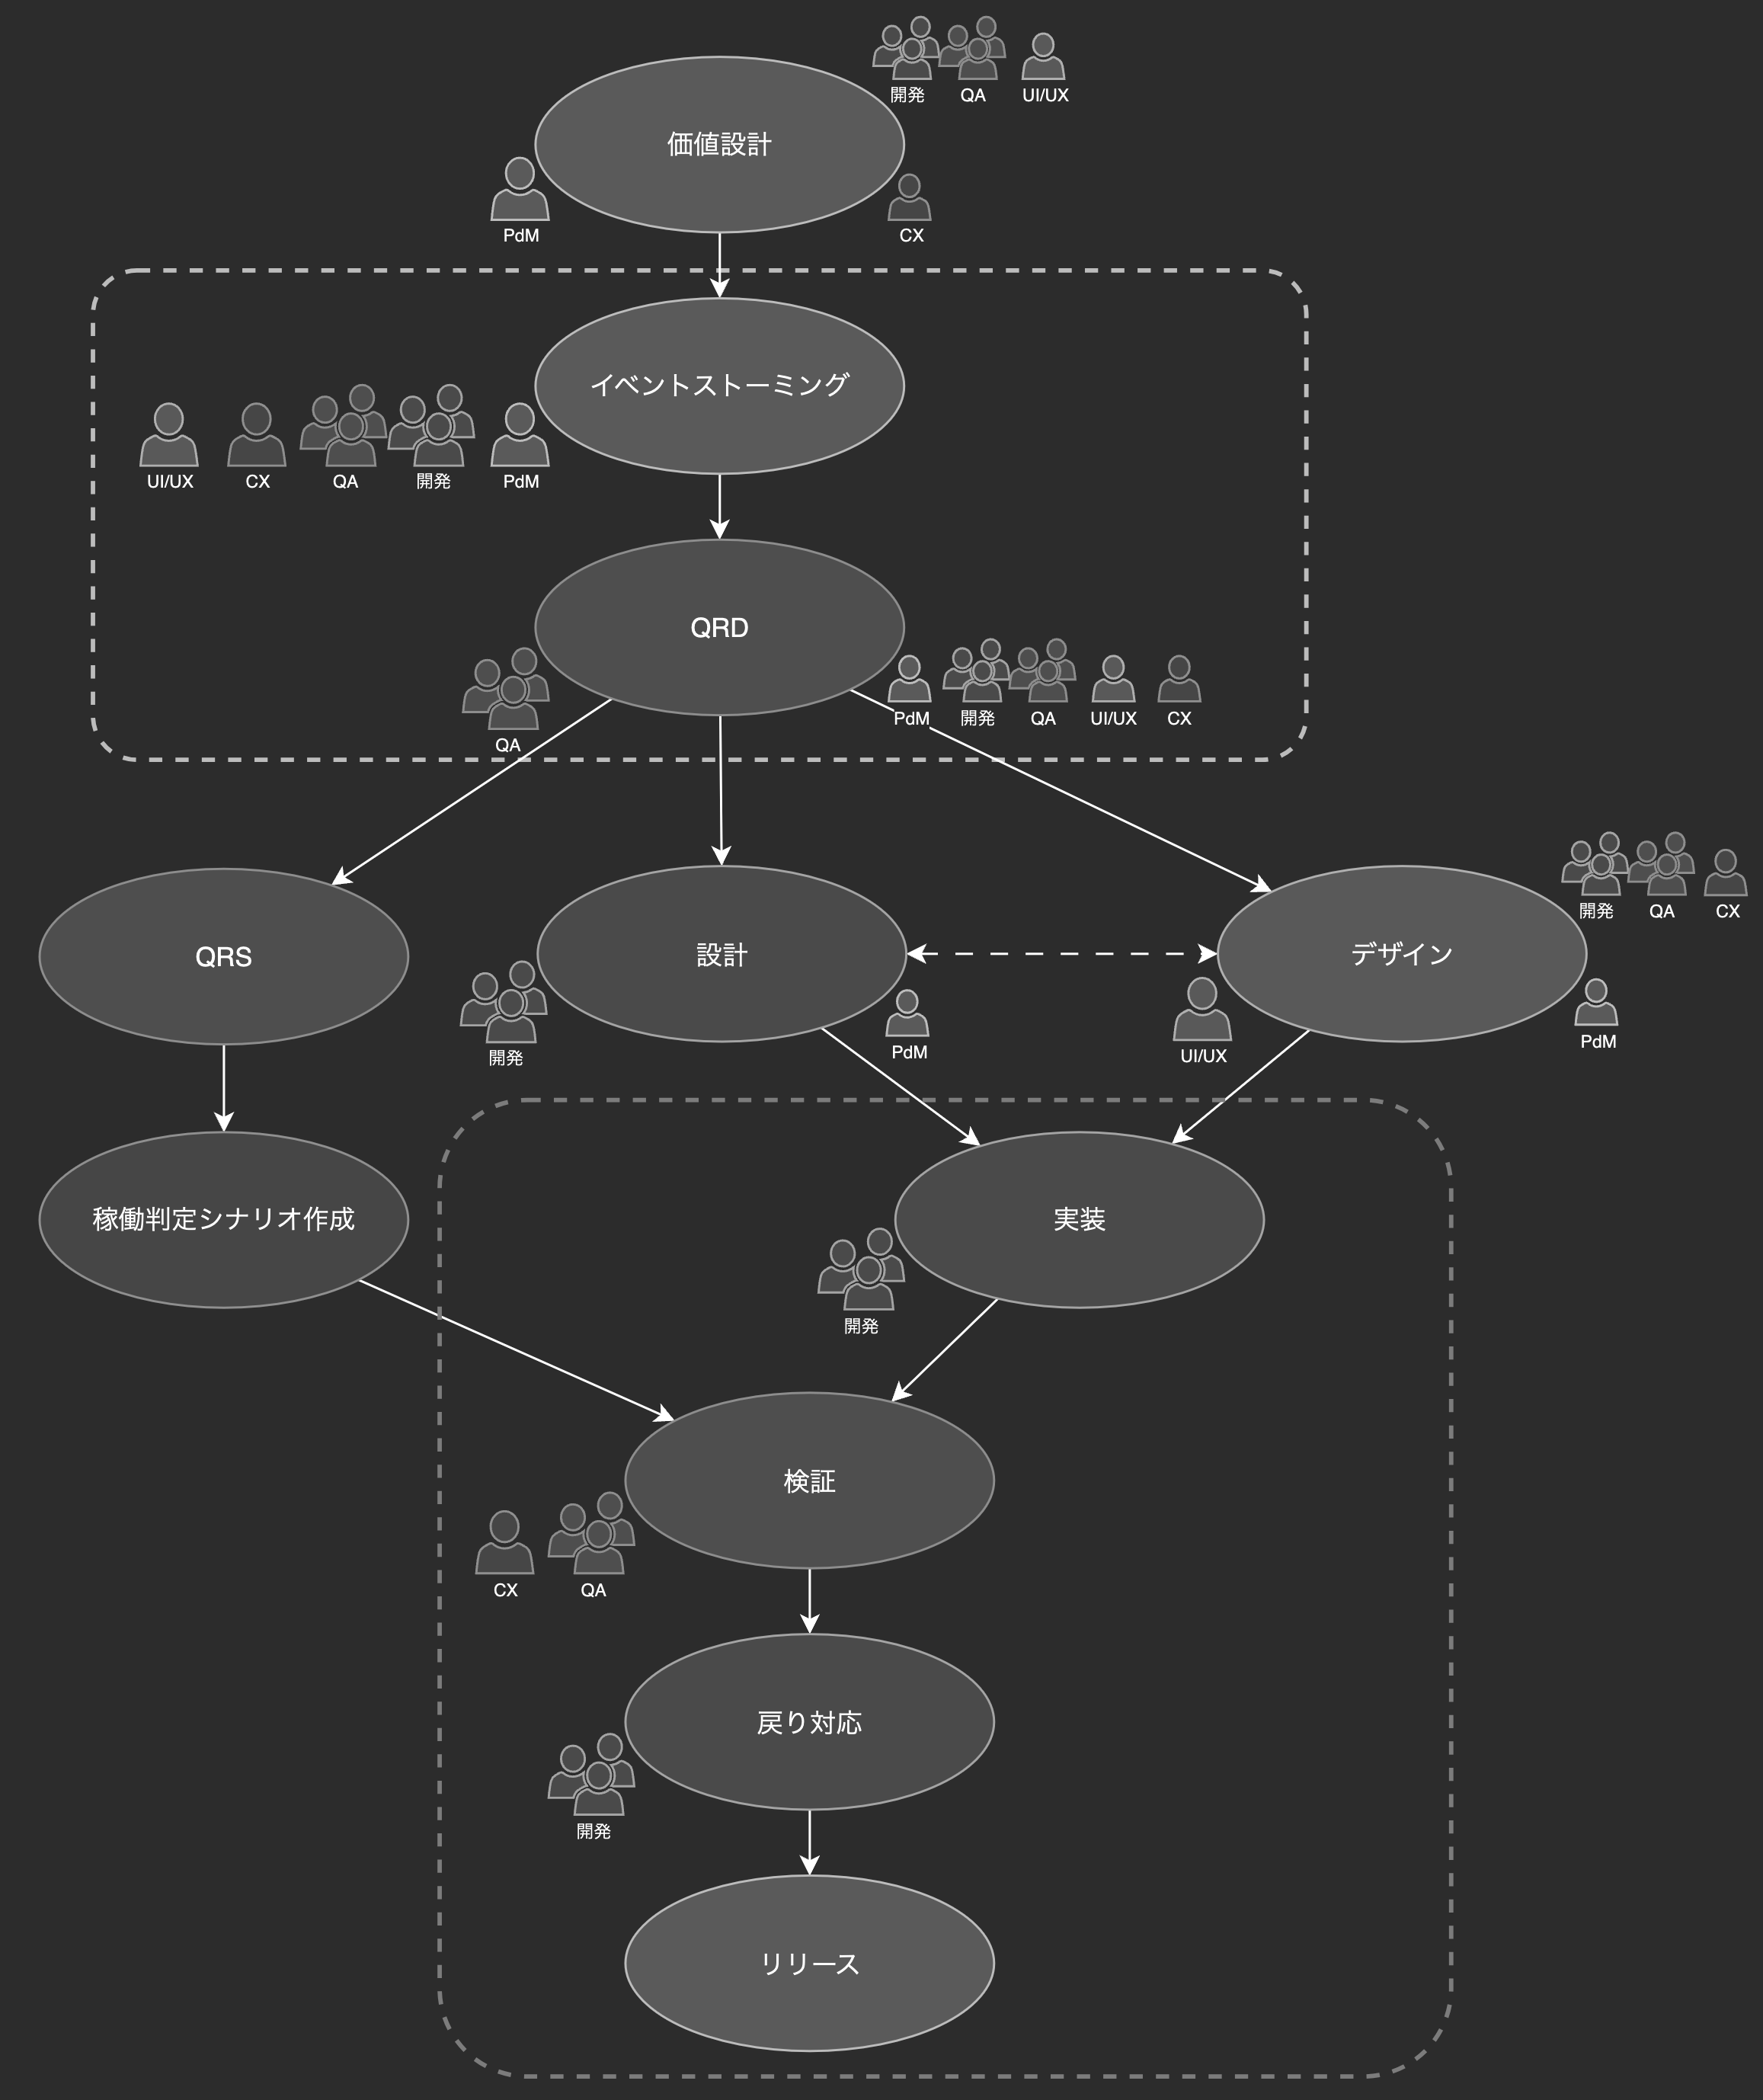 開発
QA
UI/UX
価値設計
PdM
CX
イベントストーミング
UI/UX
CX
QA
開発
PdM
QRD
QA
PdM
開発
QA
UI/UX
CX
QRS
設計
デザイン
開発
QA
CX
開発
PdM
UI/UX
PdM
稼働判定シナリオ作成
実装
開発
検証
CX
QA
戻り対応
開発
リリース